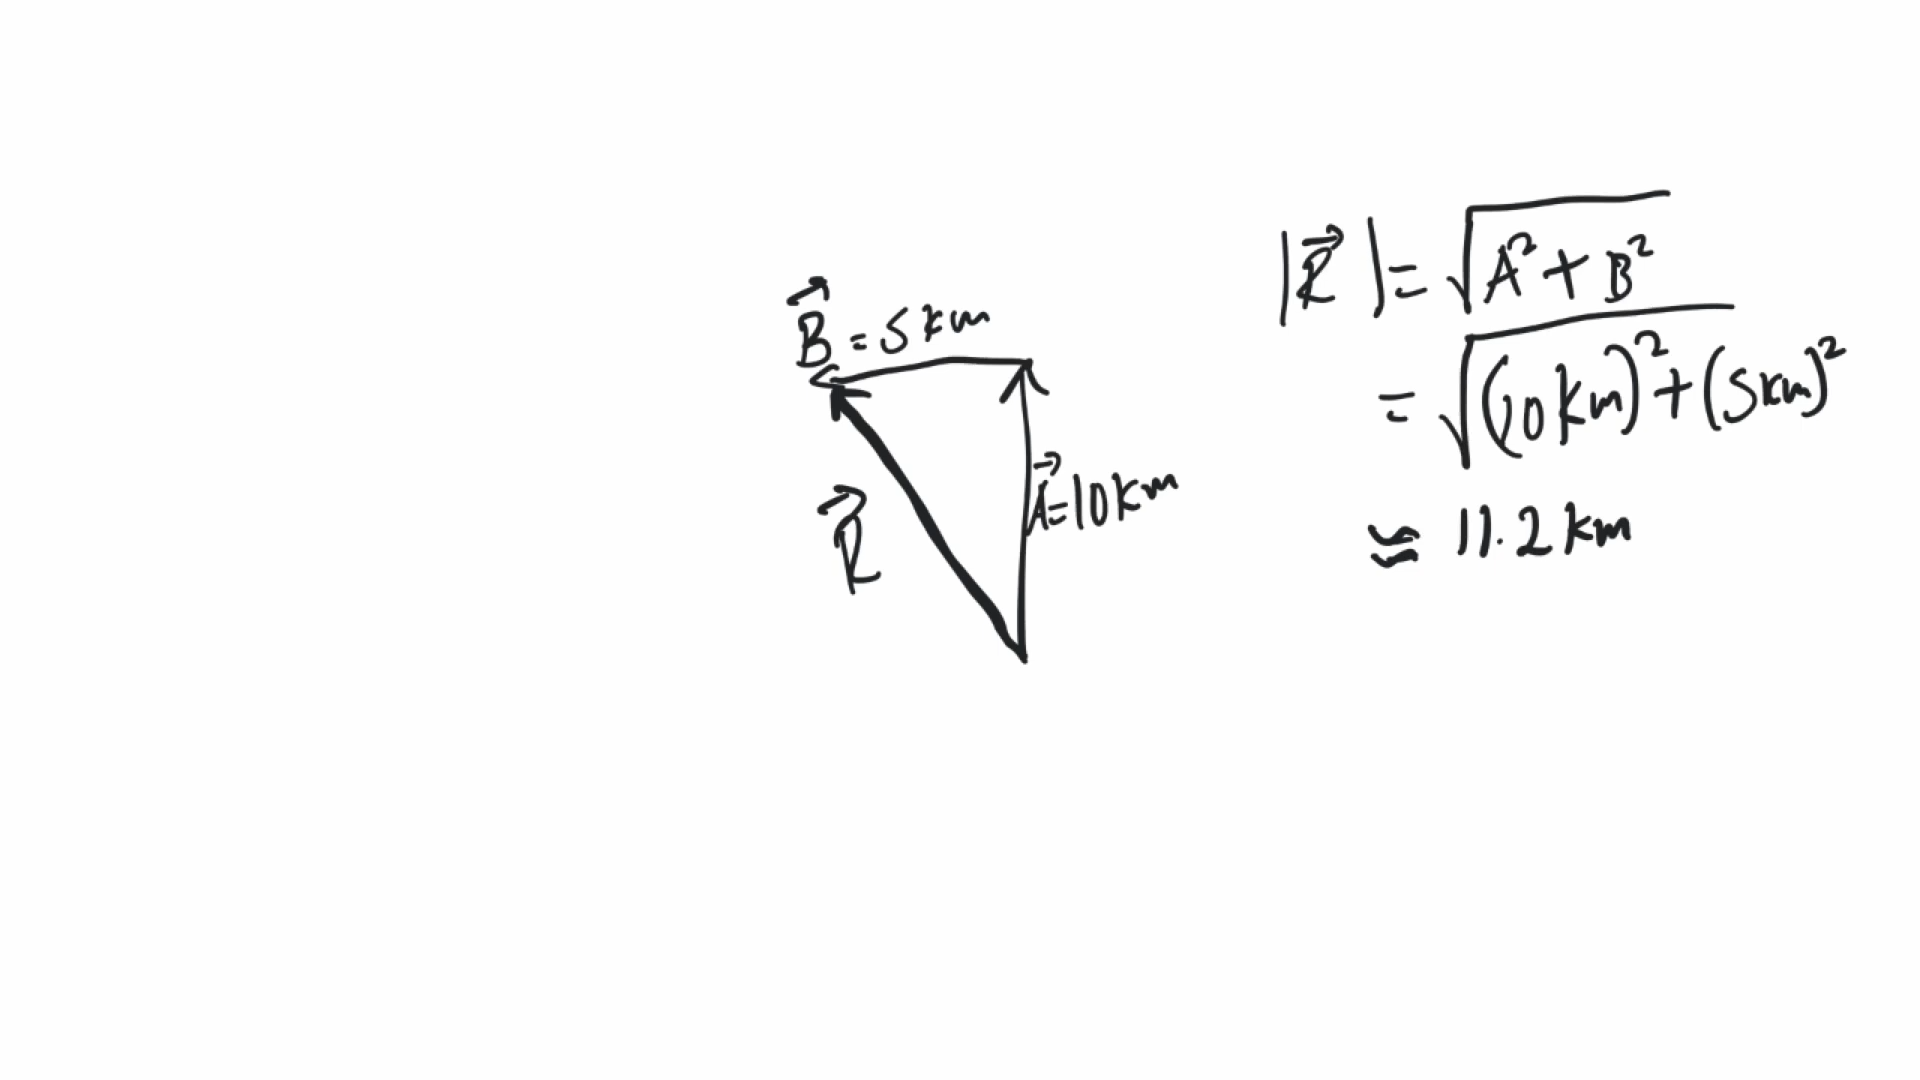 B⃗ = 5 km
A⃗ = 10 km
R⃗
|R⃗| = √(A² + B²)
= √((10 km)² + (5 km)²)
≈ 11.2 km